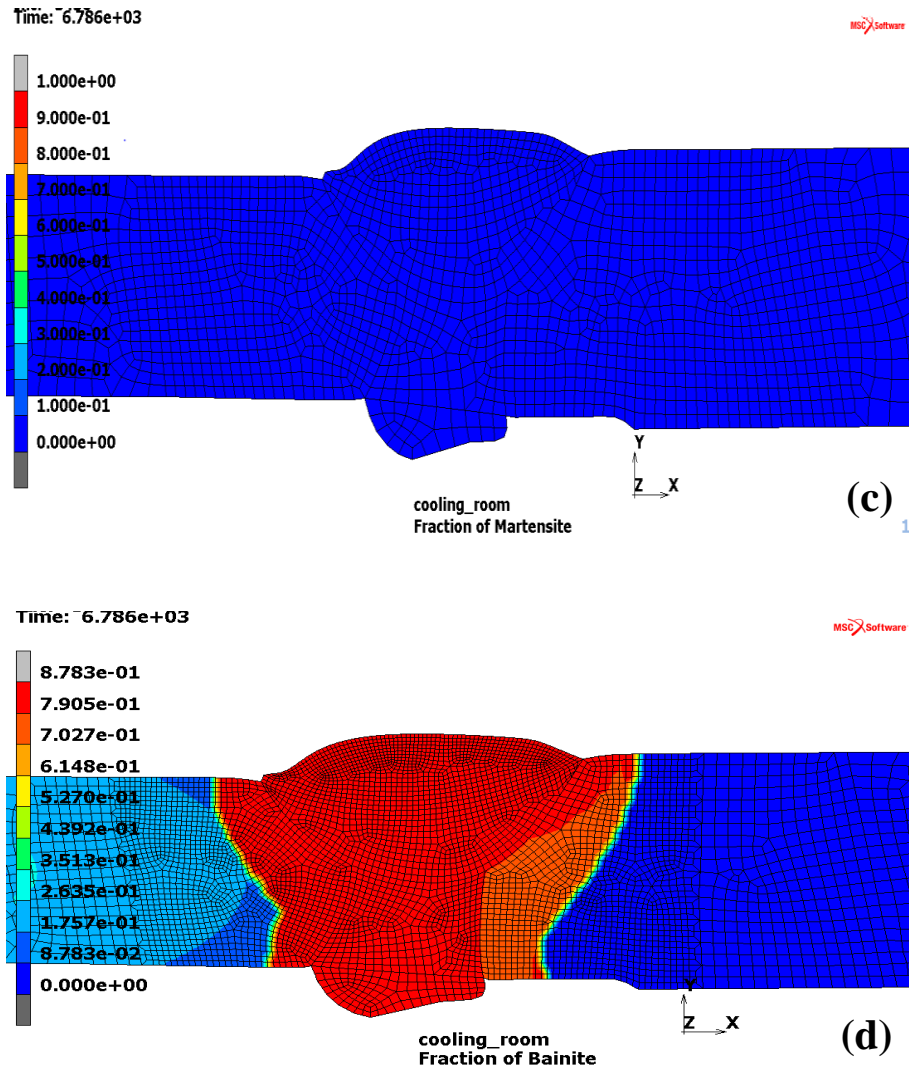 Time: 6.786e+03
MSC Software
1.000e+00
9.000e-01
8.000e-01
7.000e-01
6.000e-01
5.000e-01
4.000e-01
3.000e-01
2.000e-01
1.000e-01
0.000e+00
Y
Z X
cooling_room
Fraction of Martensite
(c)
1
Time: 6.786e+03
MSC Software
8.783e-01
7.905e-01
7.027e-01
6.148e-01
5.270e-01
4.392e-01
3.513e-01
2.635e-01
1.757e-01
8.783e-02
0.000e+00
Y
Z X
cooling_room
Fraction of Bainite
(d)